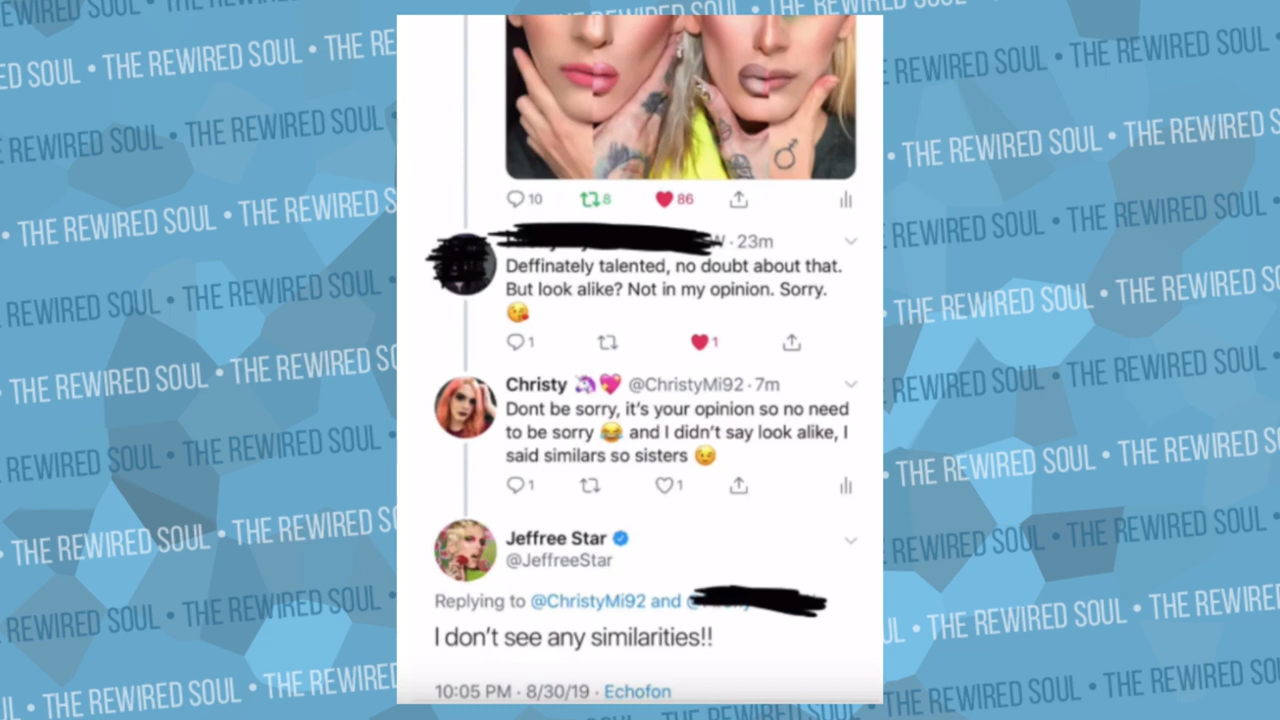 THE REWIRED SOUL • THE REWIRED SOUL
10 8 86
W · 23m
Deffinately talented, no doubt about that.
But look alike? Not in my opinion. Sorry.
😘
1 1
Christy 🦄💖 @ChristyMi92 · 7m
Dont be sorry, it's your opinion so no need
to be sorry 😂 and I didn't say look alike, I
said similars so sisters 😉
1 1
Jeffree Star
@JeffreeStar
Replying to @ChristyMi92 and @
I don't see any similarities!!
10:05 PM · 8/30/19 · Echofon